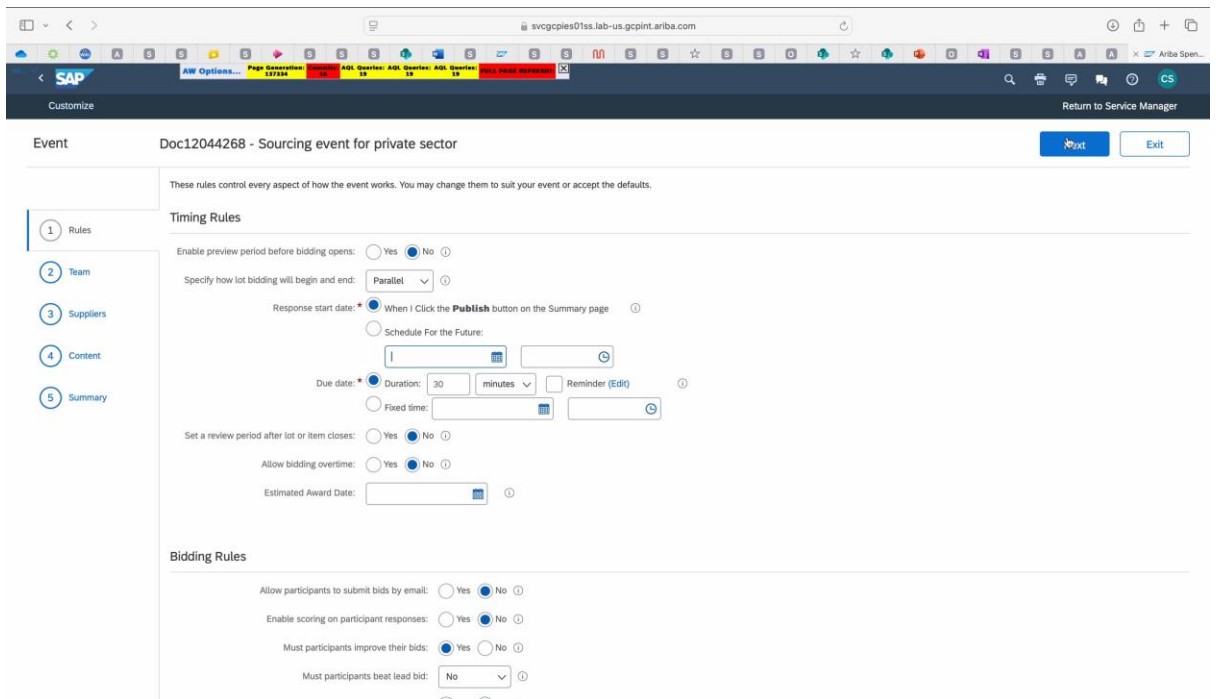 svcgcpies01ss.lab-us.gcpint.ariba.com
Ariba Spen...
SAP
AW Options...
Page Generation: AQL Queries: AQL Queries: AQL Queries: FULL PAGE REFRESH!
137334 19 19
CS
Customize
Return to Service Manager
Event
Doc12044268 - Sourcing event for private sector
Next
Exit
These rules control every aspect of how the event works. You may change them to suit your event or accept the defaults.
Timing Rules
1 Rules
Enable preview period before bidding opens: Yes No
2 Team
Specify how lot bidding will begin and end: Parallel
3 Suppliers
Response start date: * When I Click the Publish button on the Summary page
Schedule For the Future:
4 Content
Due date: * Duration: 30 minutes Reminder (Edit)
5 Summary
Fixed time:
Set a review period after lot or item closes: Yes No
Allow bidding overtime: Yes No
Estimated Award Date:
Bidding Rules
Allow participants to submit bids by email: Yes No
Enable scoring on participant responses: Yes No
Must participants improve their bids: Yes No
Must participants beat lead bid: No